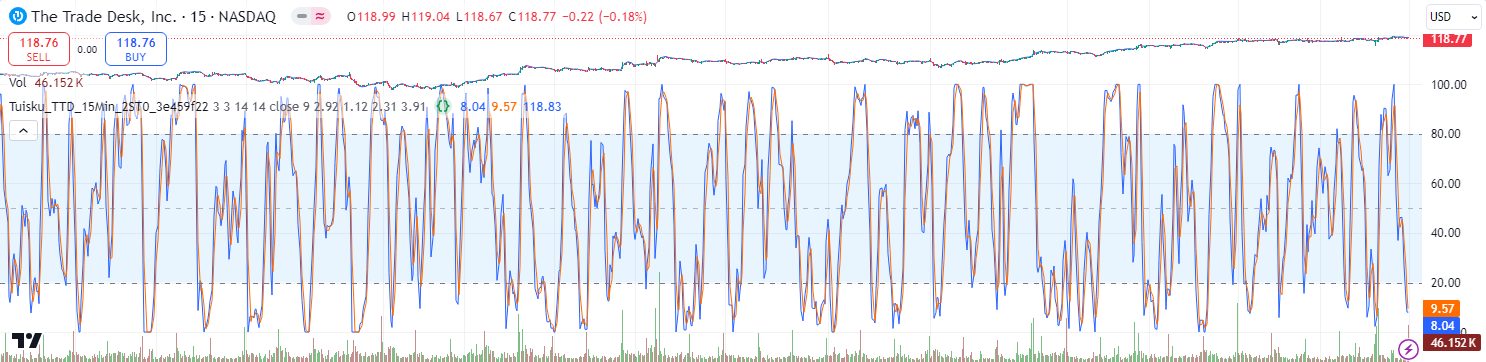 The Trade Desk, Inc. · 15 · NASDAQ O118.99 H119.04 L118.67 C118.77 −0.22 (−0.18%)
USD
118.76 SELL
0.00
118.76 BUY
118.77
Vol 46.152 K
100.00
Tuisku_TTD_15Min_2ST0_3e459f22 3 3 14 14 close 9 2.92 1.12 2.31 3.91 {} 8.04 9.57 118.83
80.00
60.00
40.00
20.00
9.57
8.04
46.152 K